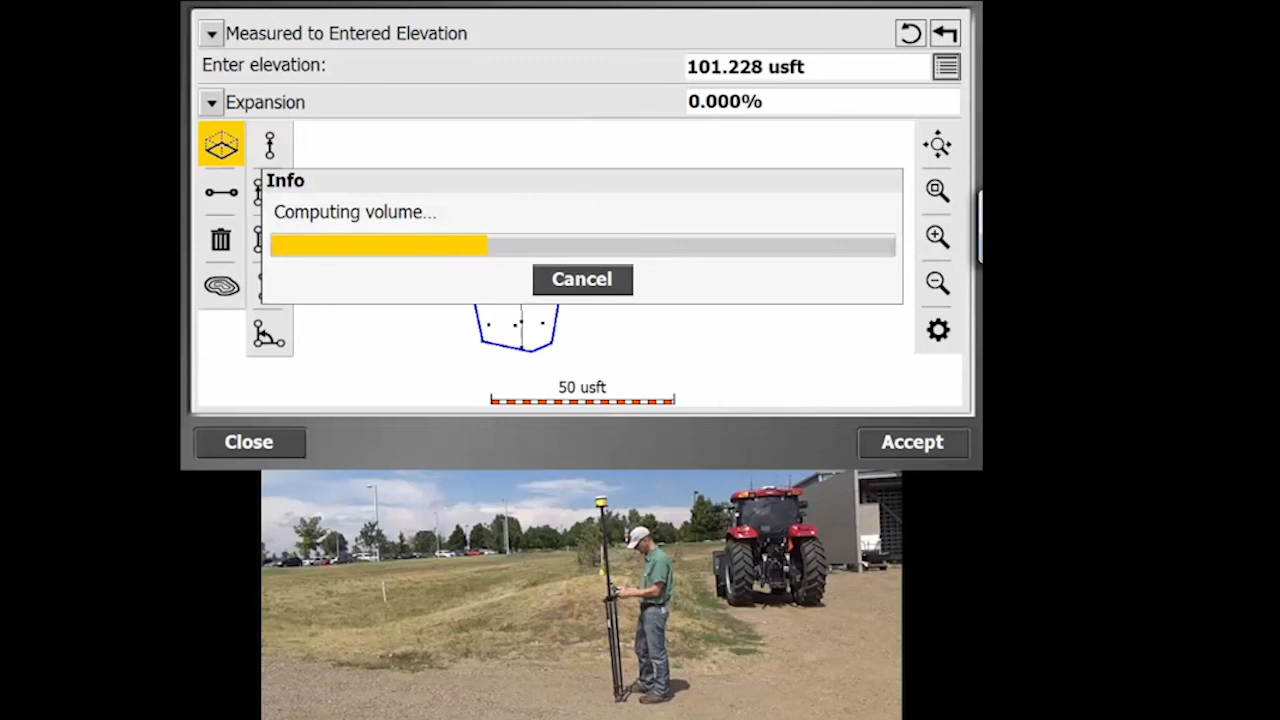 Measured to Entered Elevation
Enter elevation: 101.228 usft
Expansion 0.000%
Info
Computing volume...
Cancel
50 usft
Close Accept